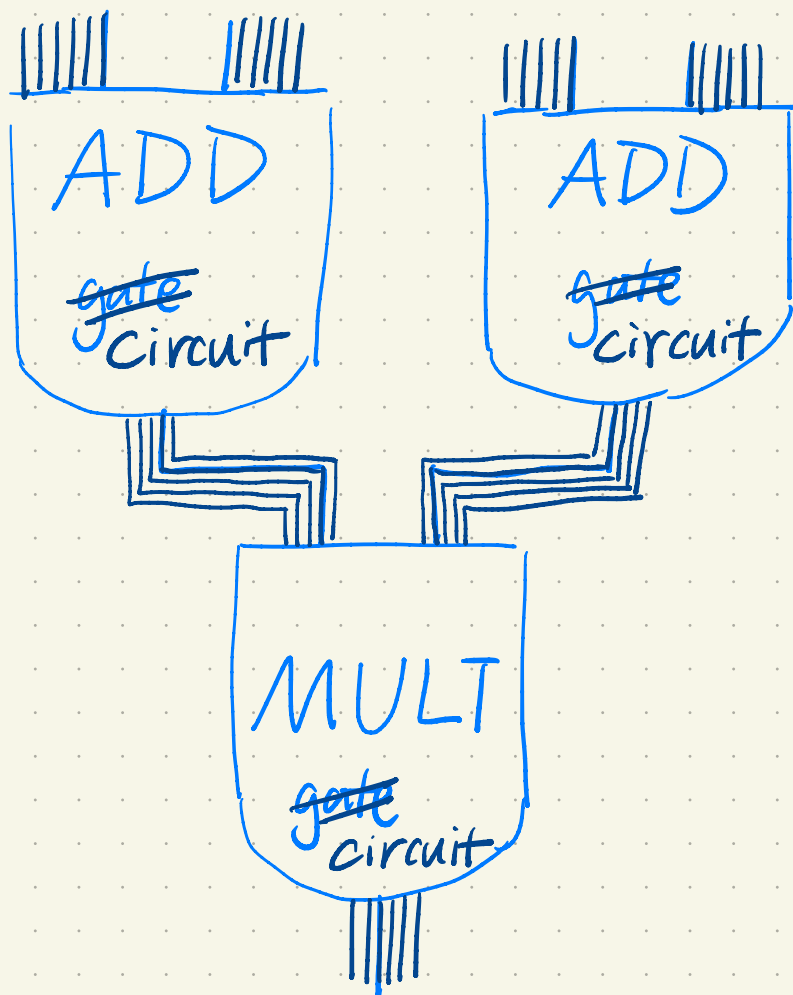 ADD
gate
circuit
ADD
gate
circuit
MULT
gate
circuit